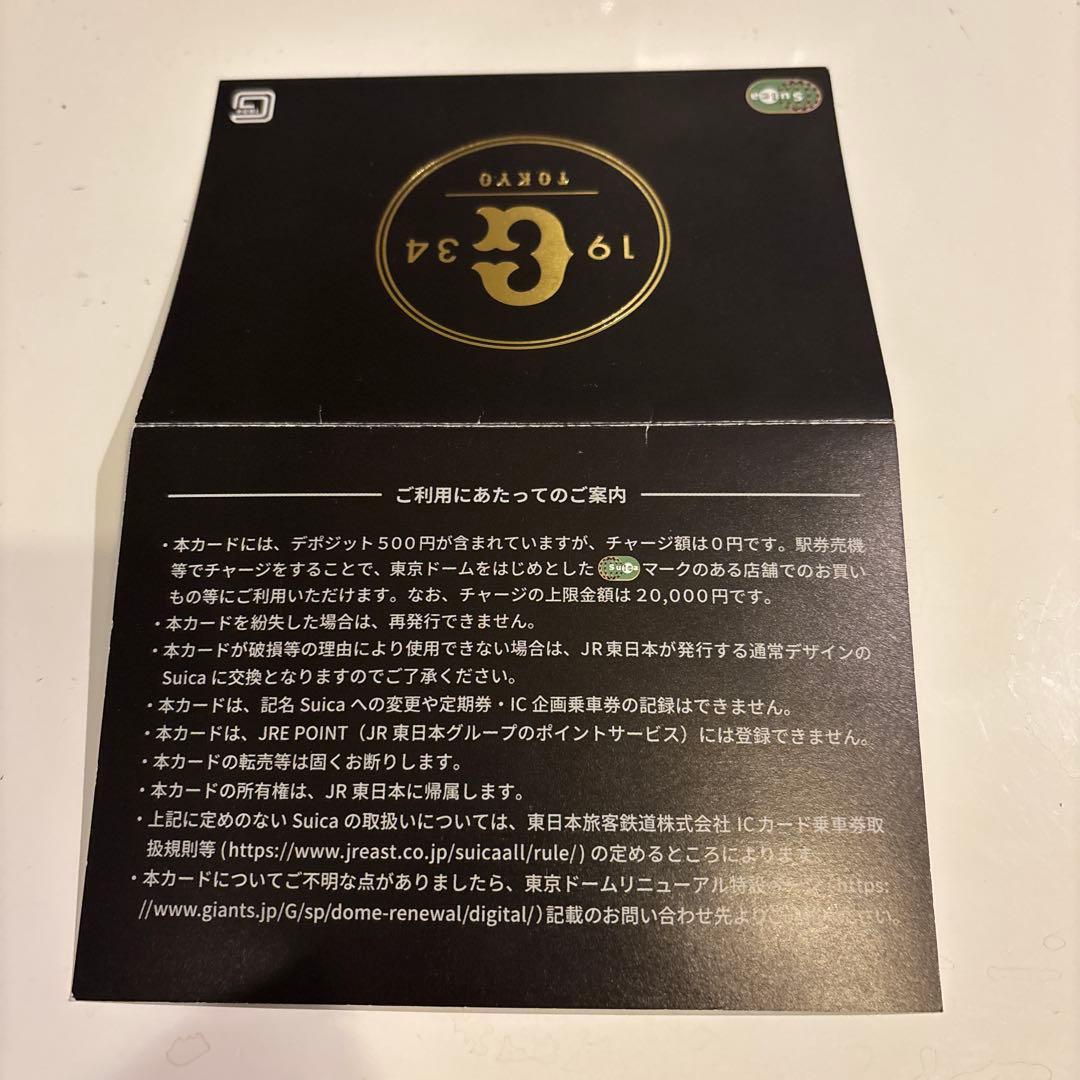 Suica
TOKYO
19 G 34
ご利用にあたってのご案内
・本カードには、デポジット500円が含まれていますが、チャージ額は0円です。駅券売機
等でチャージをすることで、東京ドームをはじめとした Suica マークのある店舗でのお買い
もの等にご利用いただけます。なお、チャージの上限金額は20,000円です。
・本カードを紛失した場合は、再発行できません。
・本カードが破損等の理由により使用できない場合は、JR東日本が発行する通常デザインの
Suica に交換となりますのでご了承ください。
・本カードは、記名 Suica への変更や定期券・IC 企画乗車券の記録はできません。
・本カードは、JRE POINT（JR 東日本グループのポイントサービス）には登録できません。
・本カードの転売等は固くお断りします。
・本カードの所有権は、JR 東日本に帰属します。
・上記に定めのない Suica の取扱いについては、東日本旅客鉄道株式会社 ICカード乗車券取
扱規則等 (https://www.jreast.co.jp/suicaall/rule/) の定めるところによります
・本カードについてご不明な点がありましたら、東京ドームリニューアル特設 (https:
//www.giants.jp/G/sp/dome-renewal/digital/)記載のお問い合わせ先より さい。